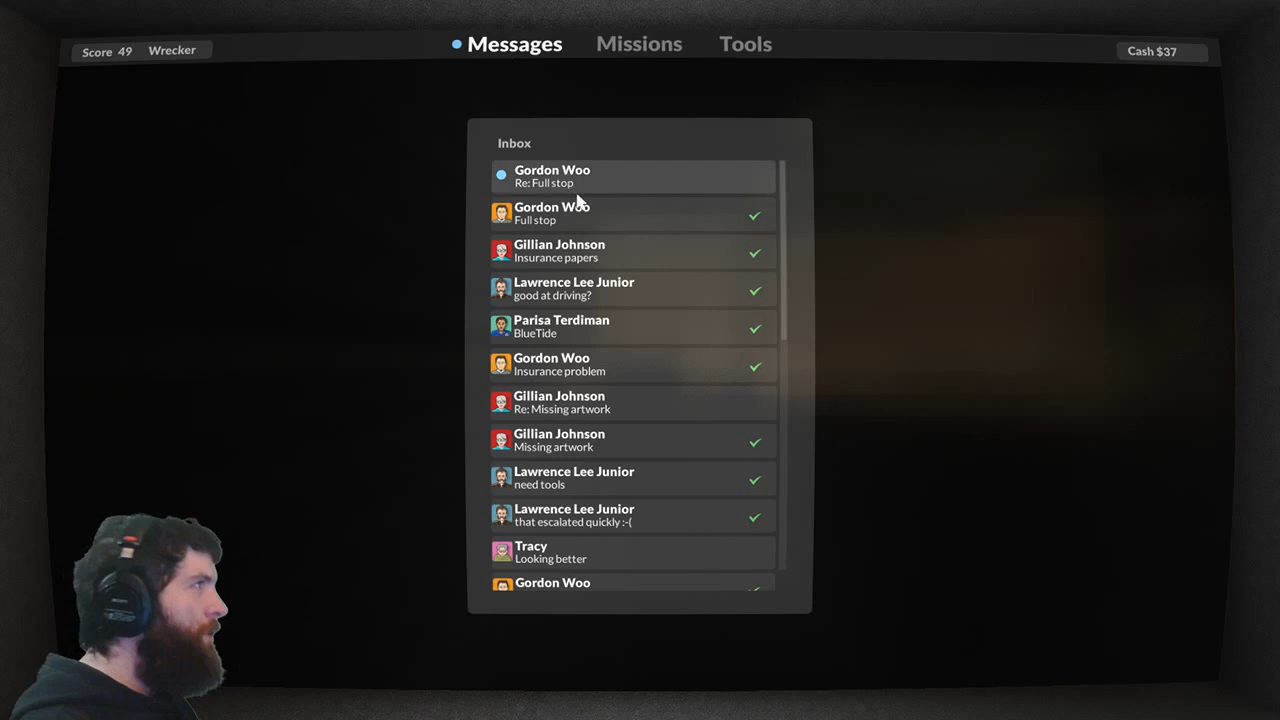 Score 49 Wrecker
Messages Missions Tools
Cash $37
Inbox
Gordon Woo
Re: Full stop
Gordon Woo
Full stop
Gillian Johnson
Insurance papers
Lawrence Lee Junior
good at driving?
Parisa Terdiman
BlueTide
Gordon Woo
Insurance problem
Gillian Johnson
Re: Missing artwork
Gillian Johnson
Missing artwork
Lawrence Lee Junior
need tools
Lawrence Lee Junior
that escalated quickly :-(
Tracy
Looking better
Gordon Woo